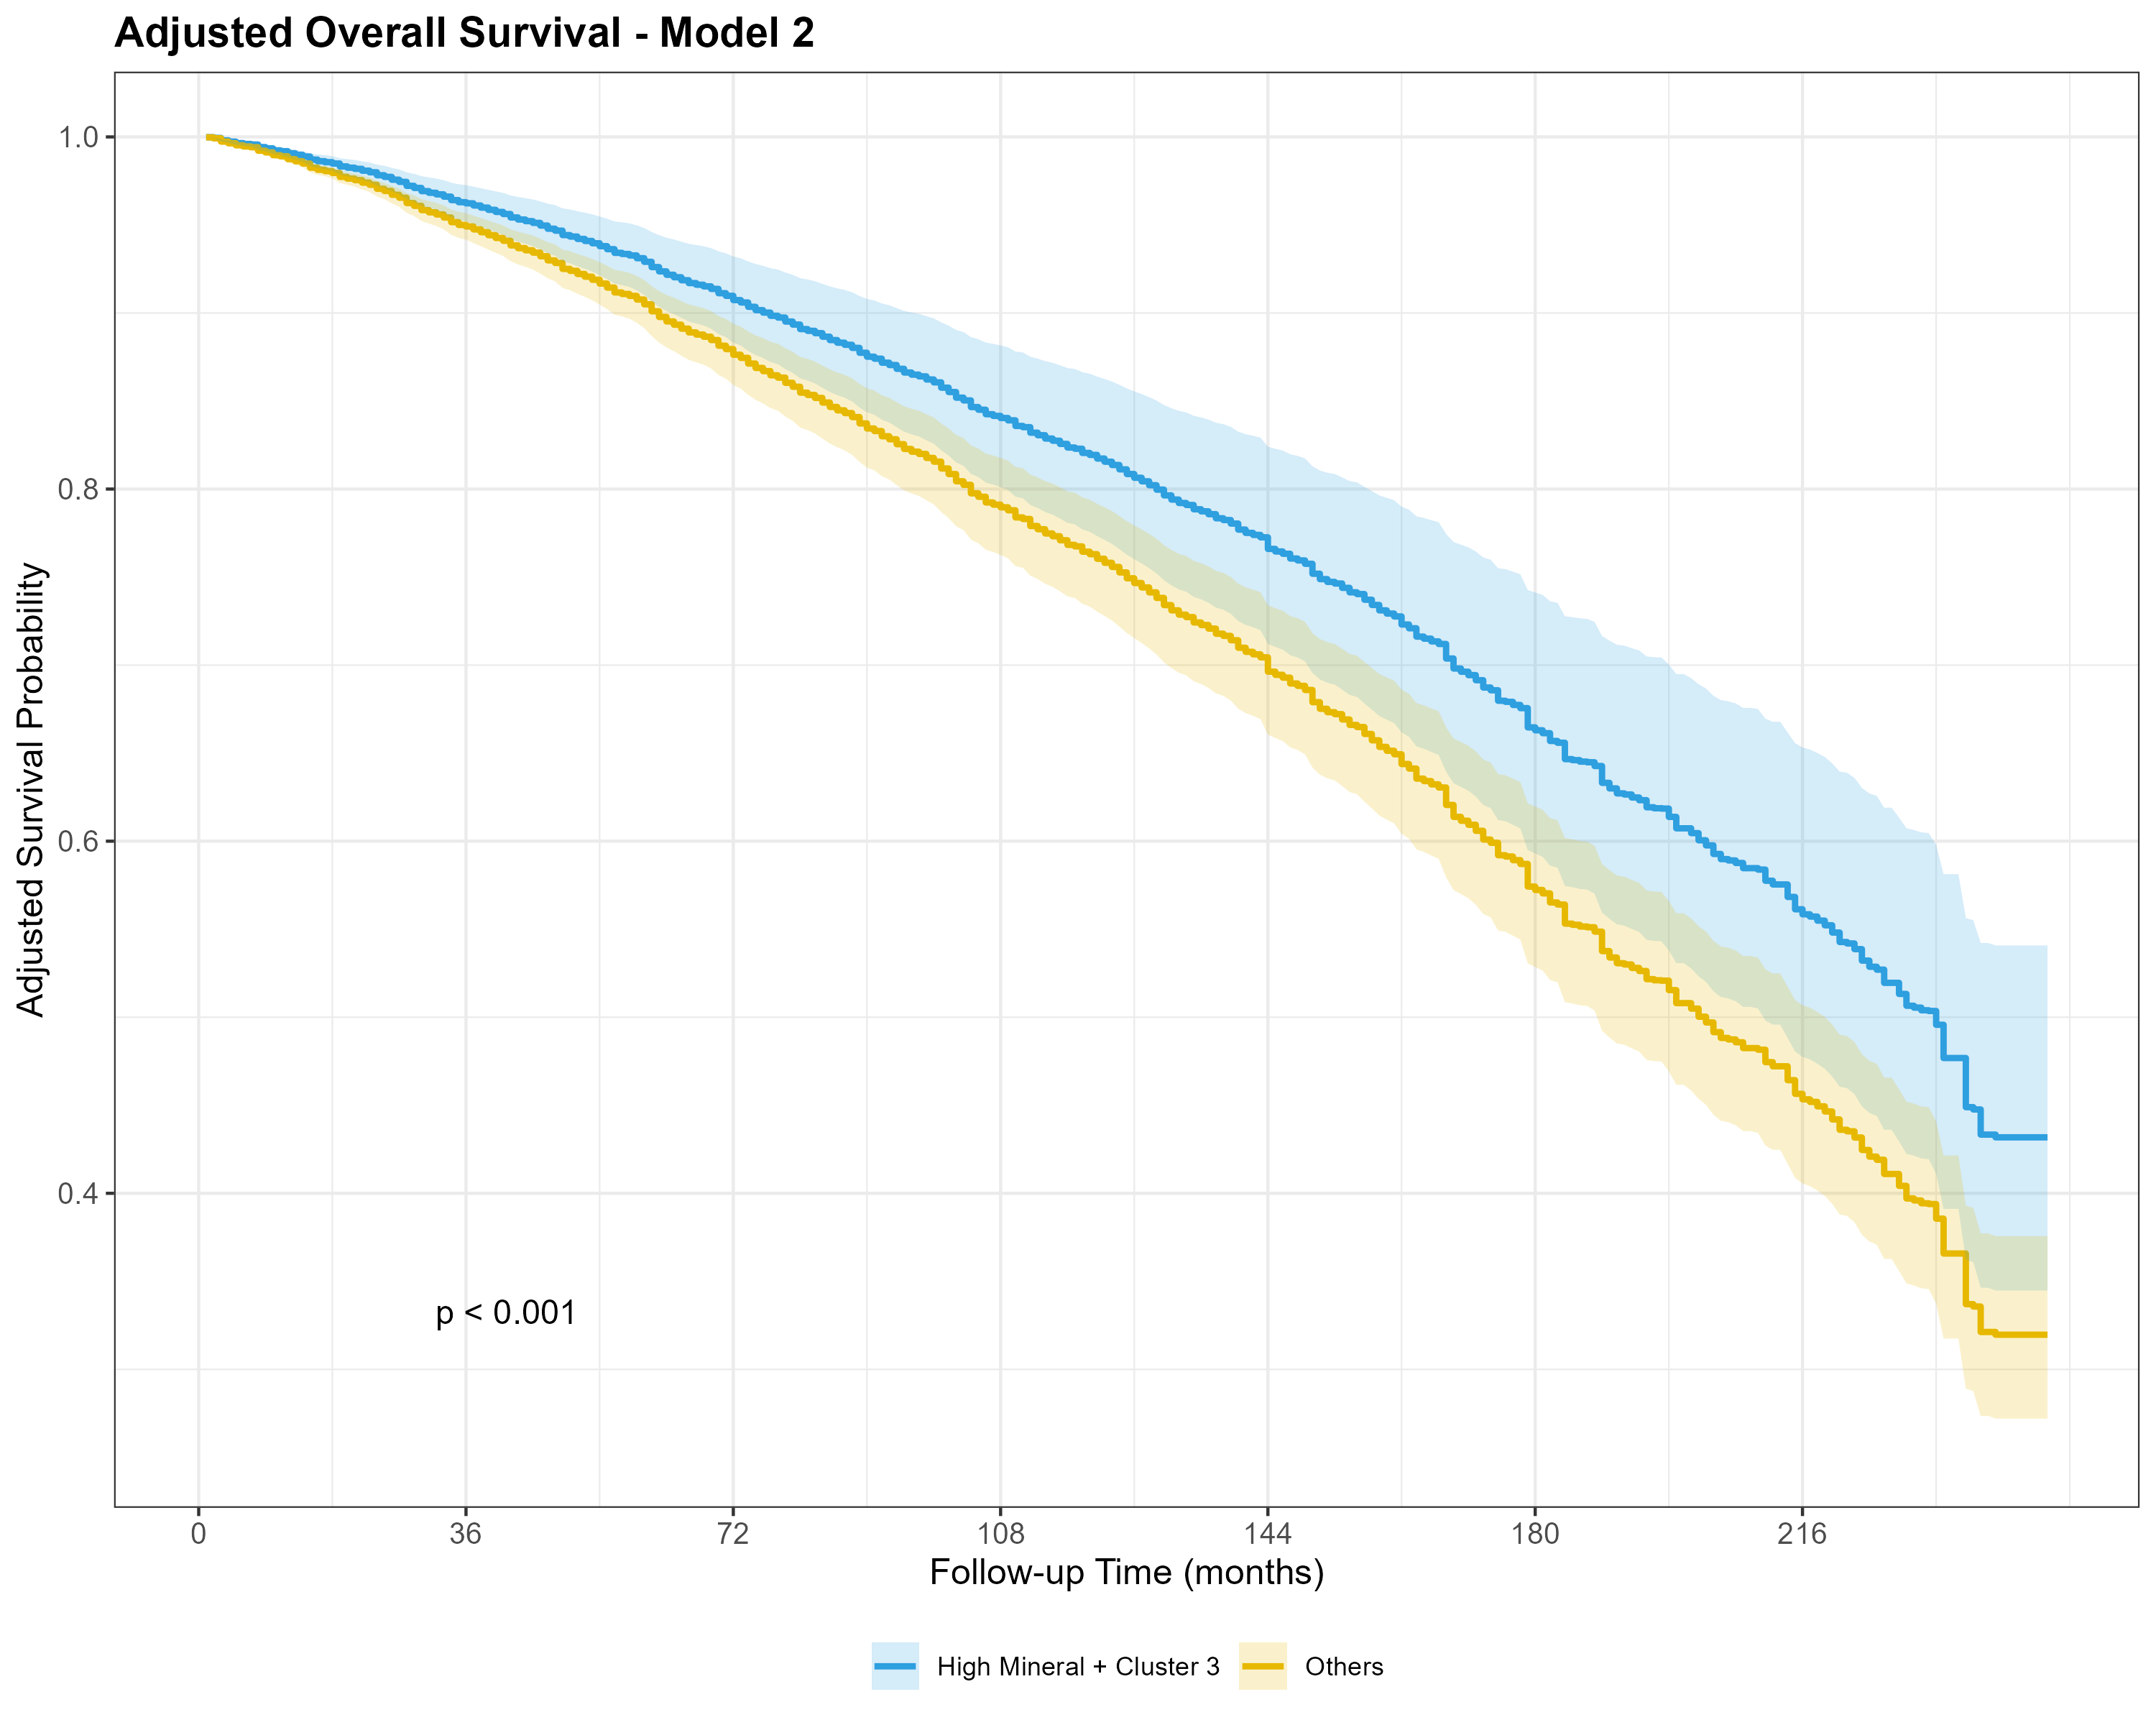 Adjusted Overall Survival - Model 2
Adjusted Survival Probability
1.0
0.8
0.6
0.4
p < 0.001
0 36 72 108 144 180 216
Follow-up Time (months)
High Mineral + Cluster 3 Others